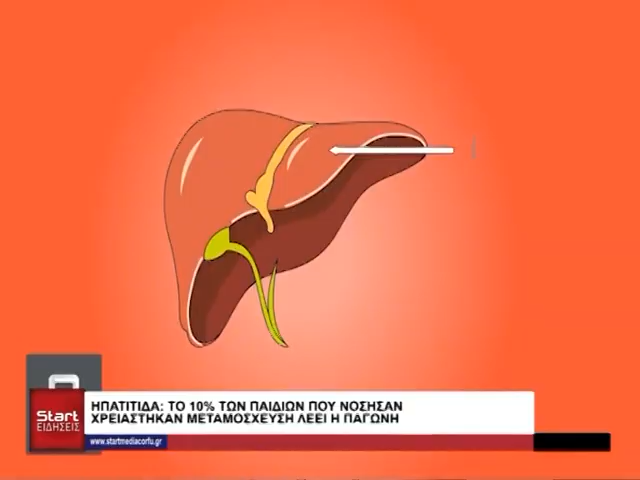 ΗΠΑΤΙΤΙΔΑ: ΤΟ 10% ΤΩΝ ΠΑΙΔΙΩΝ ΠΟΥ ΝΟΣΗΣΑΝ
ΧΡΕΙΑΣΤΗΚΑΝ ΜΕΤΑΜΟΣΧΕΥΣΗ ΛΕΕΙ Η ΠΑΓΩΝΗ
Start
ΕΙΔΗΣΕΙΣ
www.startmediacorfu.gr